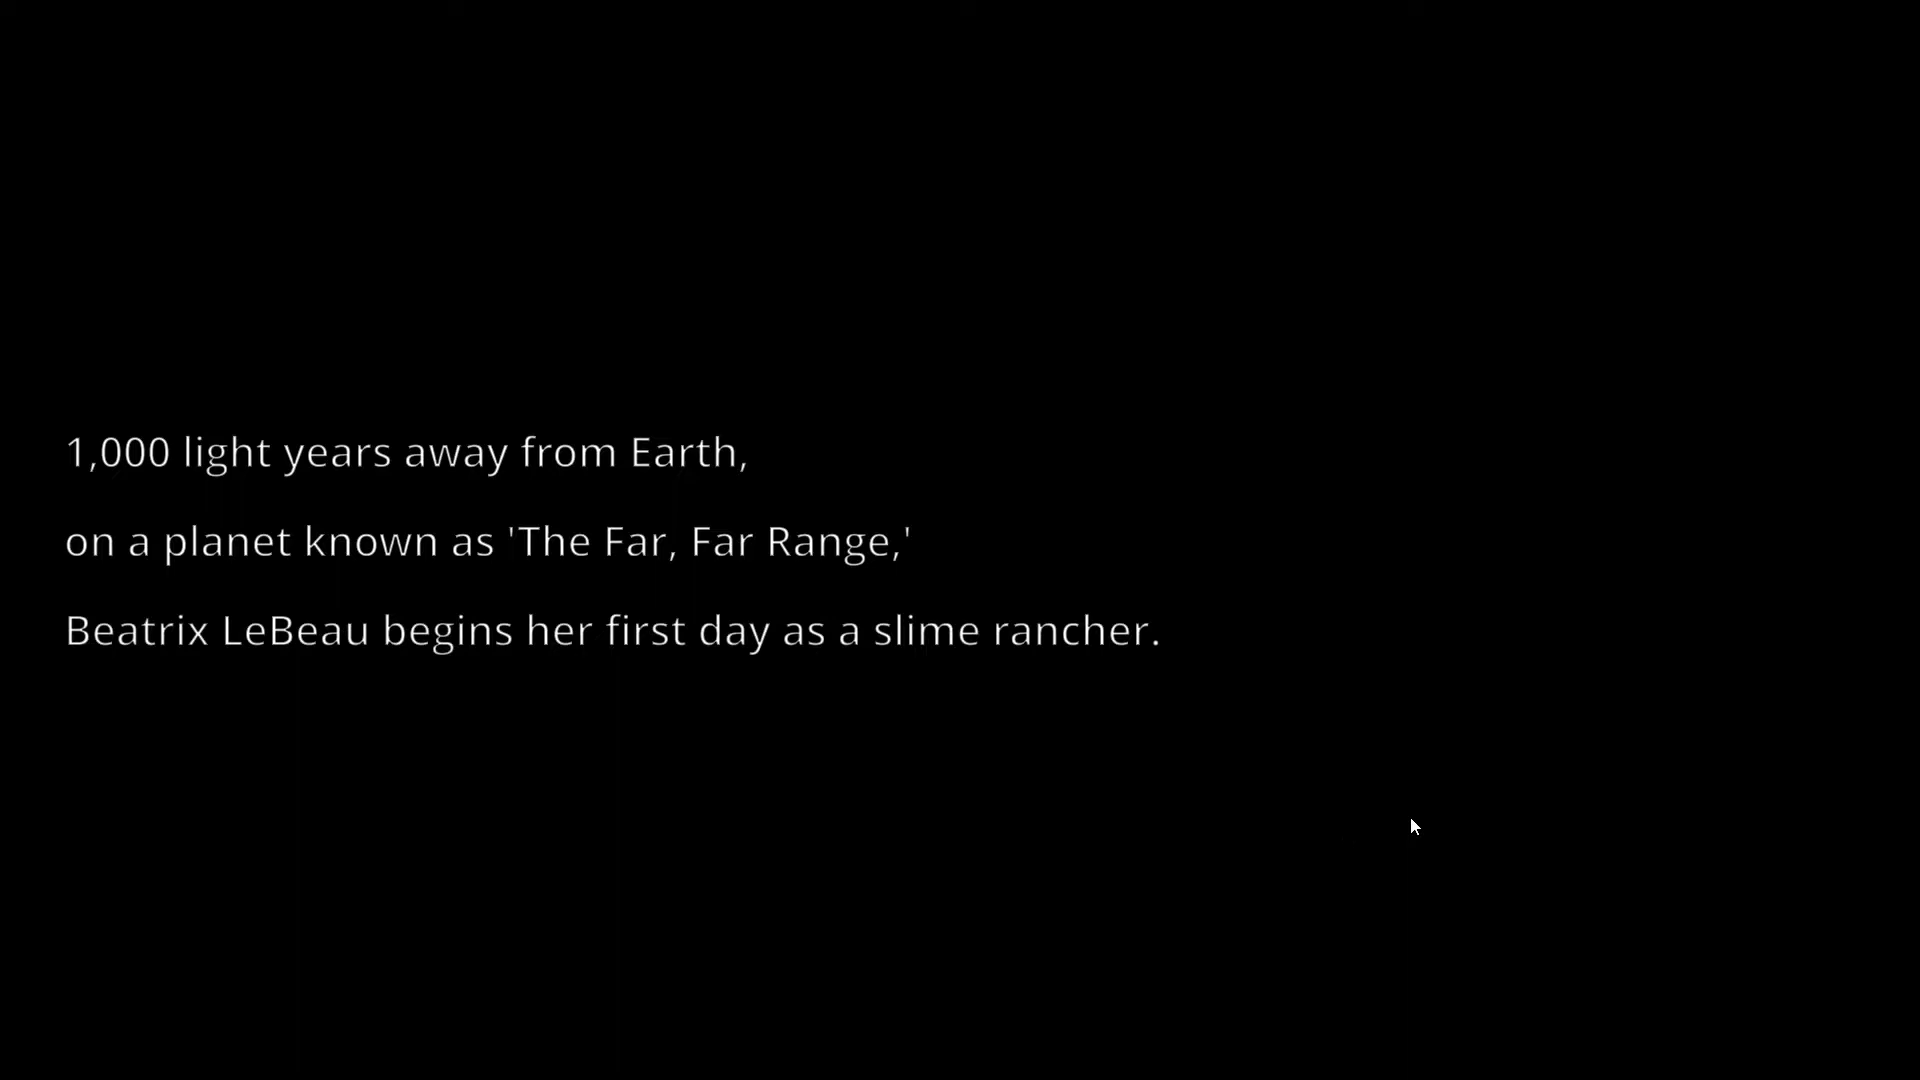 1,000 light years away from Earth,
on a planet known as 'The Far, Far Range,'
Beatrix LeBeau begins her first day as a slime rancher.